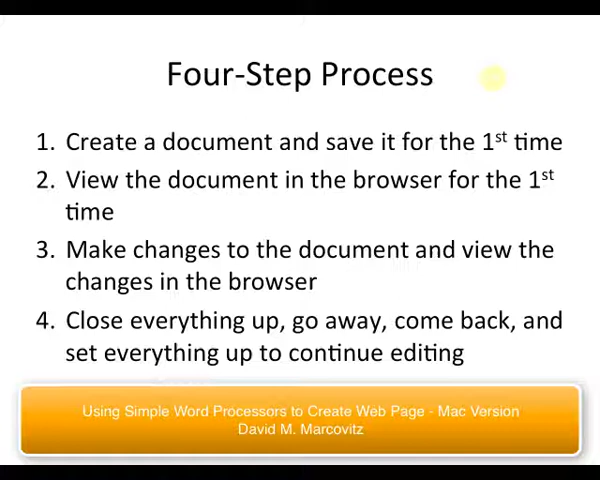 Four-Step Process
1. Create a document and save it for the 1st time
2. View the document in the browser for the 1st
time
3. Make changes to the document and view the
changes in the browser
4. Close everything up, go away, come back, and
set everything up to continue editing
Using Simple Word Processors to Create Web Page - Mac Version
David M. Marcovitz